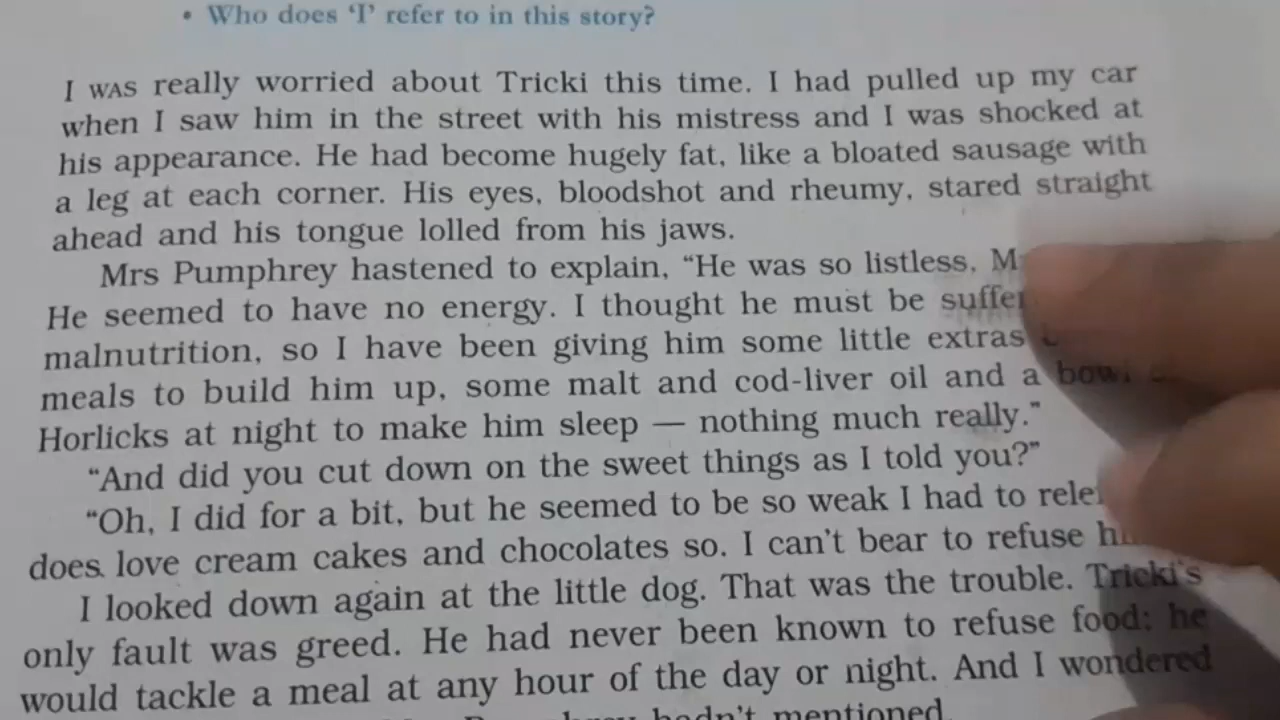 • Who does 'I' refer to in this story?
I WAS really worried about Tricki this time. I had pulled up my car
when I saw him in the street with his mistress and I was shocked at
his appearance. He had become hugely fat, like a bloated sausage with
a leg at each corner. His eyes, bloodshot and rheumy, stared straight
ahead and his tongue lolled from his jaws.
Mrs Pumphrey hastened to explain, “He was so listless,
He seemed to have no energy. I thought he must be
malnutrition, so I have been giving him some little extras
meals to build him up, some malt and cod-liver oil and a bowl
Horlicks at night to make him sleep — nothing much really.”
“And did you cut down on the sweet things as I told you?”
“Oh, I did for a bit, but he seemed to be so weak I had to
does love cream cakes and chocolates so. I can't bear to refuse
I looked down again at the little dog. That was the trouble. Tricki's
only fault was greed. He had never been known to refuse food; he
would tackle a meal at any hour of the day or night. And I wondered
hadn't mentioned.